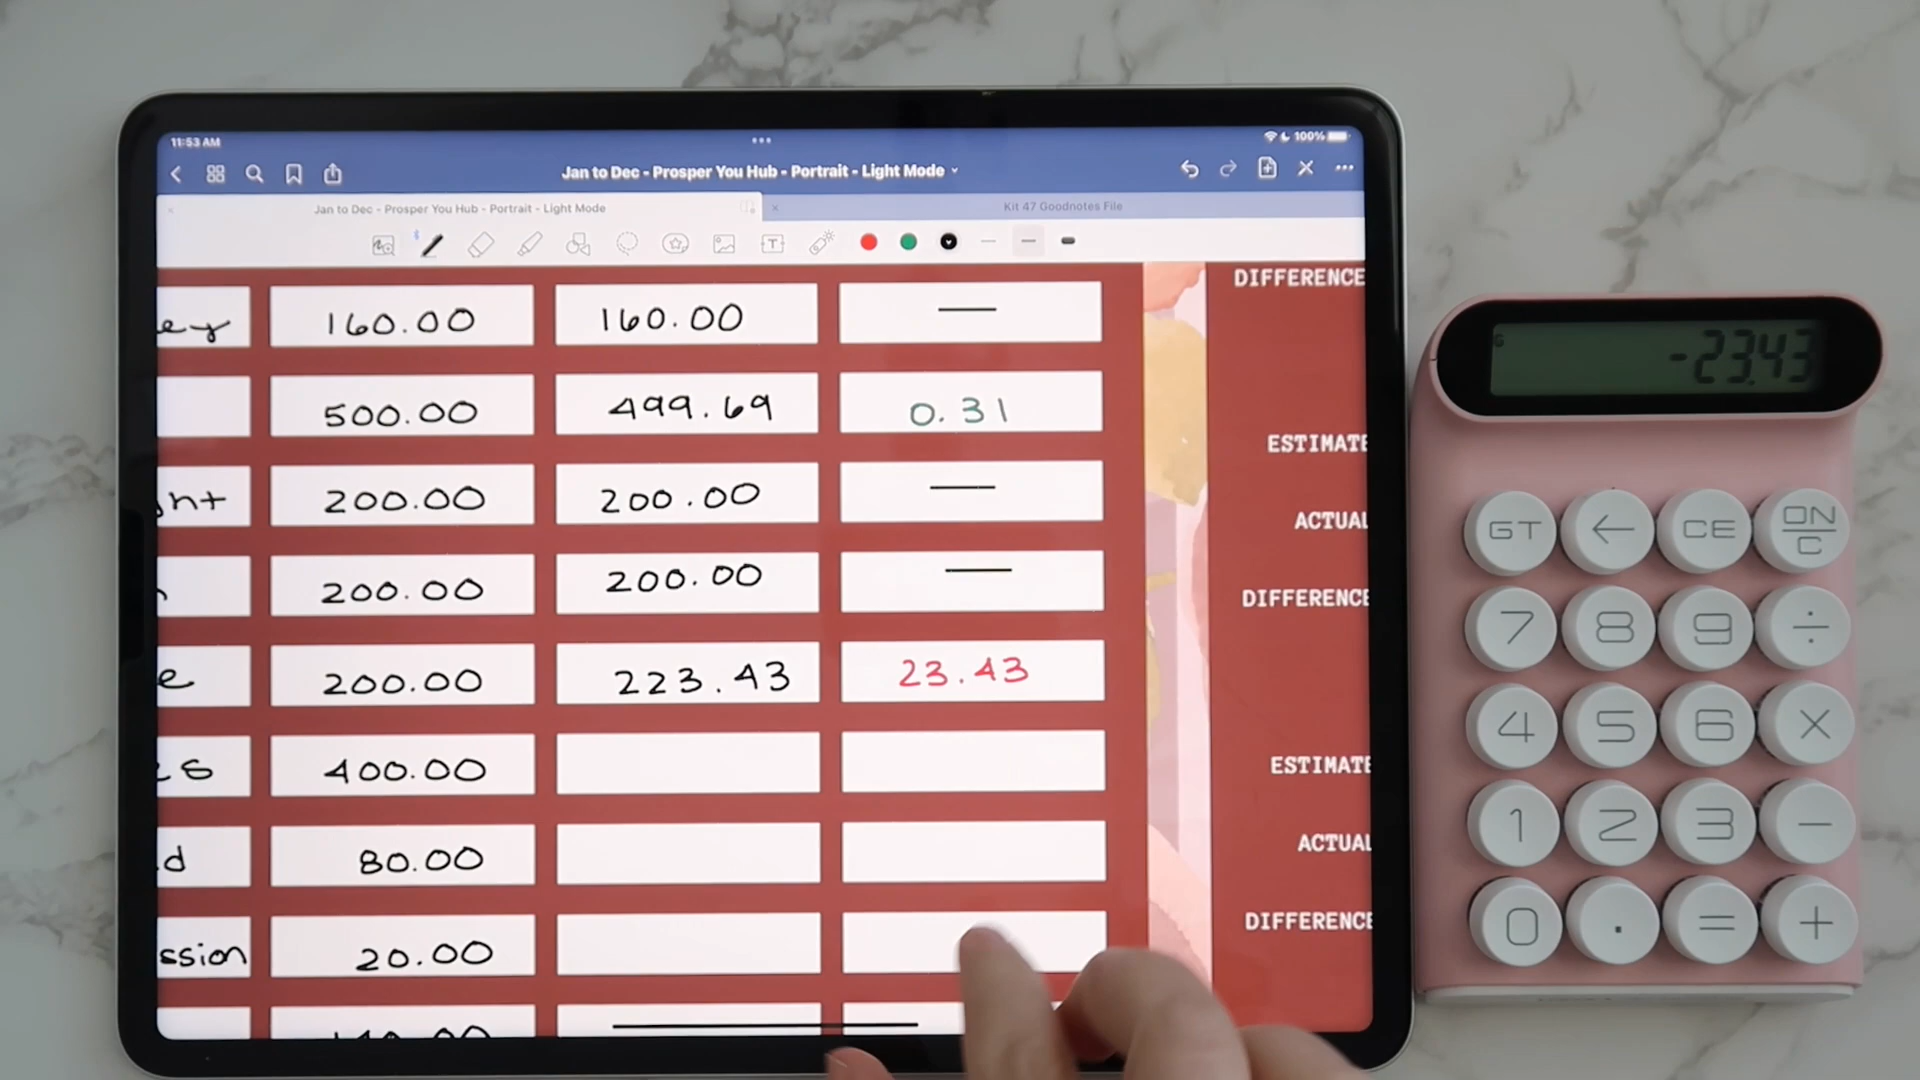 11:53 AM
100%
Jan to Dec - Prosper You Hub - Portrait - Light Mode
Jan to Dec - Prosper You Hub - Portrait - Light Mode
Kit 47 Goodnotes File
T
ey 160.00 160.00 —
500.00 499.69 0.31
ht 200.00 200.00 —
200.00 200.00 —
e 200.00 223.43 23.43
es 400.00
d 80.00
ssion 20.00
DIFFERENCE
ESTIMATE
ACTUAL
DIFFERENCE
ESTIMATE
ACTUAL
DIFFERENCE
G
-23.43
GT ← CE ON/C
7 8 9 ÷
4 5 6 ×
1 2 3 −
0 . = +